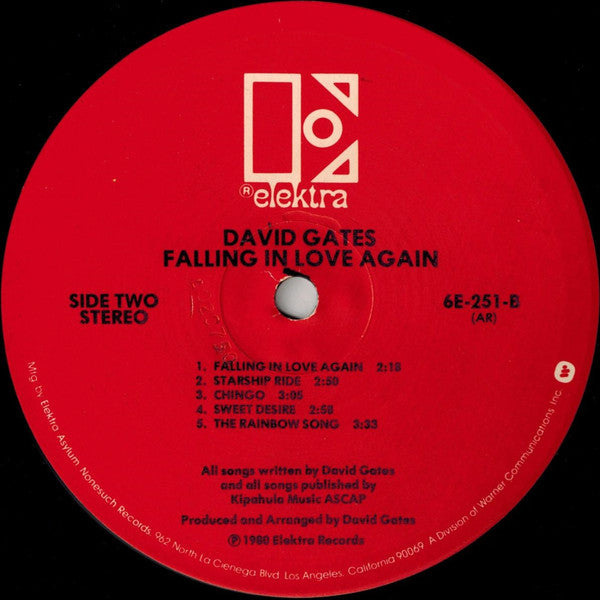 ® elektra
DAVID GATES
FALLING IN LOVE AGAIN
SIDE TWO
STEREO
6E-251-B
(AR)
1. FALLING IN LOVE AGAIN 2:18
2. STARSHIP RIDE 2:50
3. CHINGO 3:05
4. SWEET DESIRE 2:58
5. THE RAINBOW SONG 3:33
All songs written by David Gates
and all songs published by
Kipahulu Music ASCAP
Produced and Arranged by David Gates
℗ 1980 Elektra Records
Mfg. by Elektra/Asylum/Nonesuch Records, 962 North La Cienega Blvd. Los Angeles, California 90069 A Division of Warner Communications Inc.